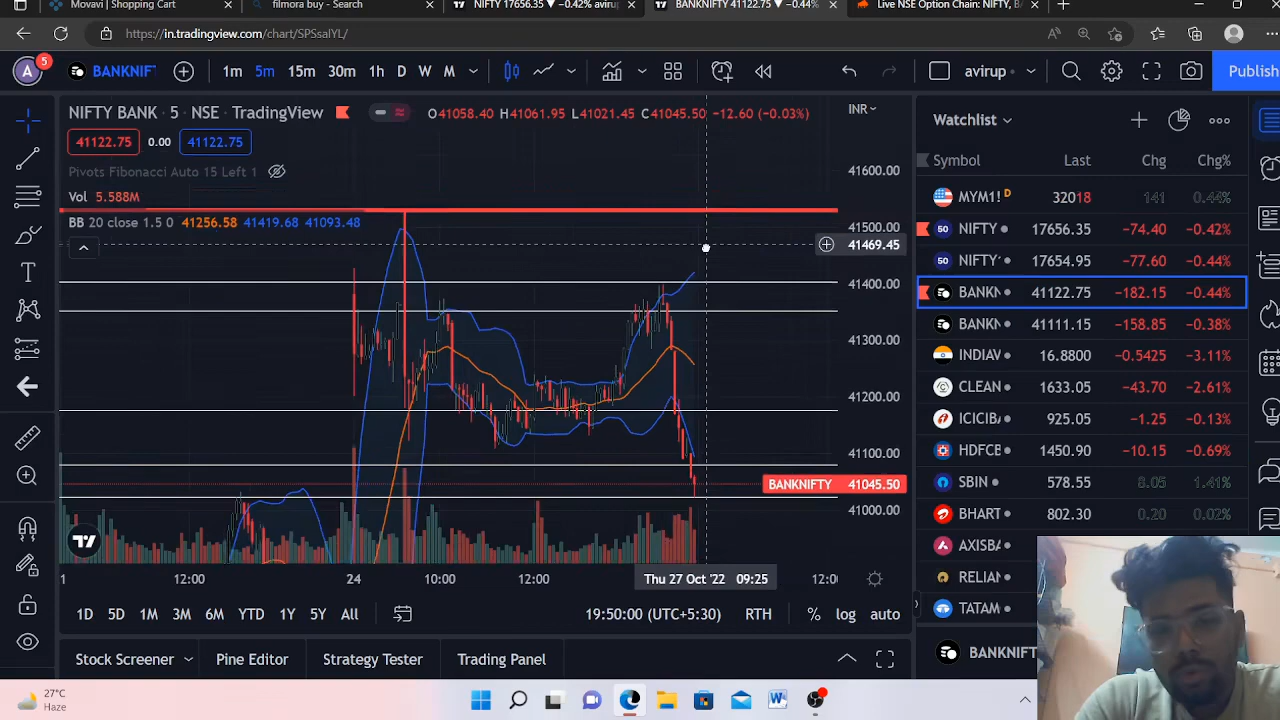 Movavi | Shopping Cart
filmora buy - Search
NIFTY 17656.35 ▼ −0.42% avirup
BANKNIFTY 41122.75 ▼ −0.44%
Live NSE Option Chain: NIFTY, B
https://in.tradingview.com/chart/SPSsalYL/
A
5
BANKNIF
1m
5m
15m
30m
1h
D
W
M
avirup
Publish
NIFTY BANK · 5 · NSE · TradingView
O41058.40 H41061.95 L41021.45 C41045.50 −12.60 (−0.03%)
INR
41122.75
0.00
41122.75
Pivots Fibonacci Auto 15 Left 1
Vol 5.588M
BB 20 close 1.5 0 41256.58 41419.68 41093.48
41600.00
41500.00
41469.45
41400.00
41300.00
41200.00
41100.00
BANKNIFTY 41045.50
41000.00
1
12:00
24
10:00
12:00
Thu 27 Oct '22 09:25
12:0
1D
5D
1M
3M
6M
YTD
1Y
5Y
All
19:50:00 (UTC+5:30)
RTH
%
log
auto
Stock Screener
Pine Editor
Strategy Tester
Trading Panel
Watchlist
Symbol Last Chg Chg%
MYM1! D 32018 141 0.44%
50 NIFTY 17656.35 −74.40 −0.42%
50 NIFTY 17654.95 −77.60 −0.44%
BANKN 41122.75 −182.15 −0.44%
BANKN 41111.15 −158.85 −0.38%
INDIAV 16.8800 −0.5425 −3.11%
CLEAN 1633.05 −43.70 −2.61%
ICICIB 925.05 −1.25 −0.13%
HDFCB 1450.90 −10.15 −0.69%
SBIN 578.55 8.05 1.41%
BHART 802.30 0.20 0.02%
AXISBA
RELIAN
TATAM
BANKNIFT
27°C
Haze